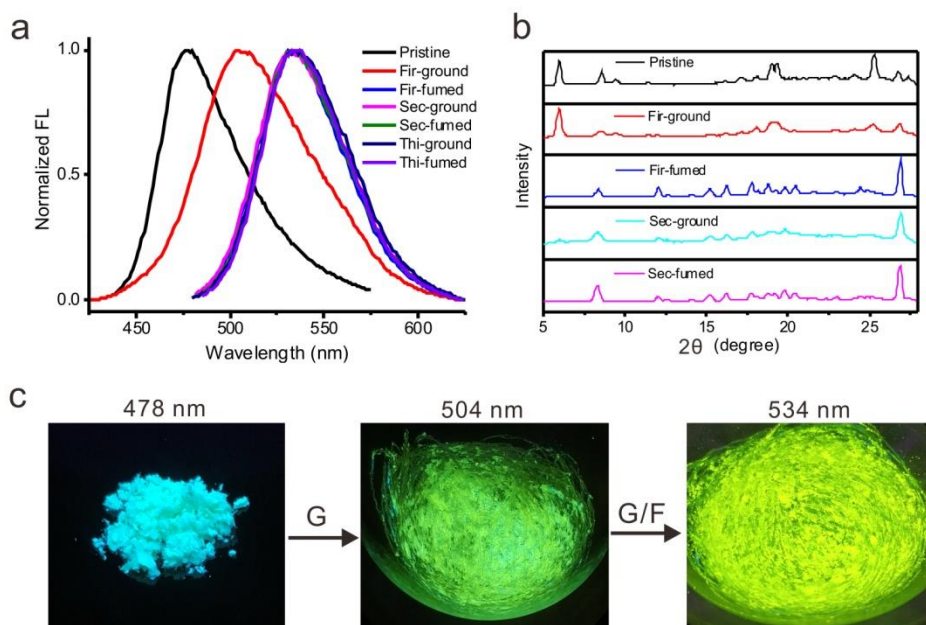 a
Normalized FL
1.0
0.5
0.0
450
500
550
600
Wavelength (nm)
Pristine
Fir-ground
Fir-fumed
Sec-ground
Sec-fumed
Thi-ground
Thi-fumed
b
Intensity
Pristine
Fir-ground
Fir-fumed
Sec-ground
Sec-fumed
5
10
15
20
25
2θ (degree)
c
478 nm
504 nm
534 nm
G
G/F